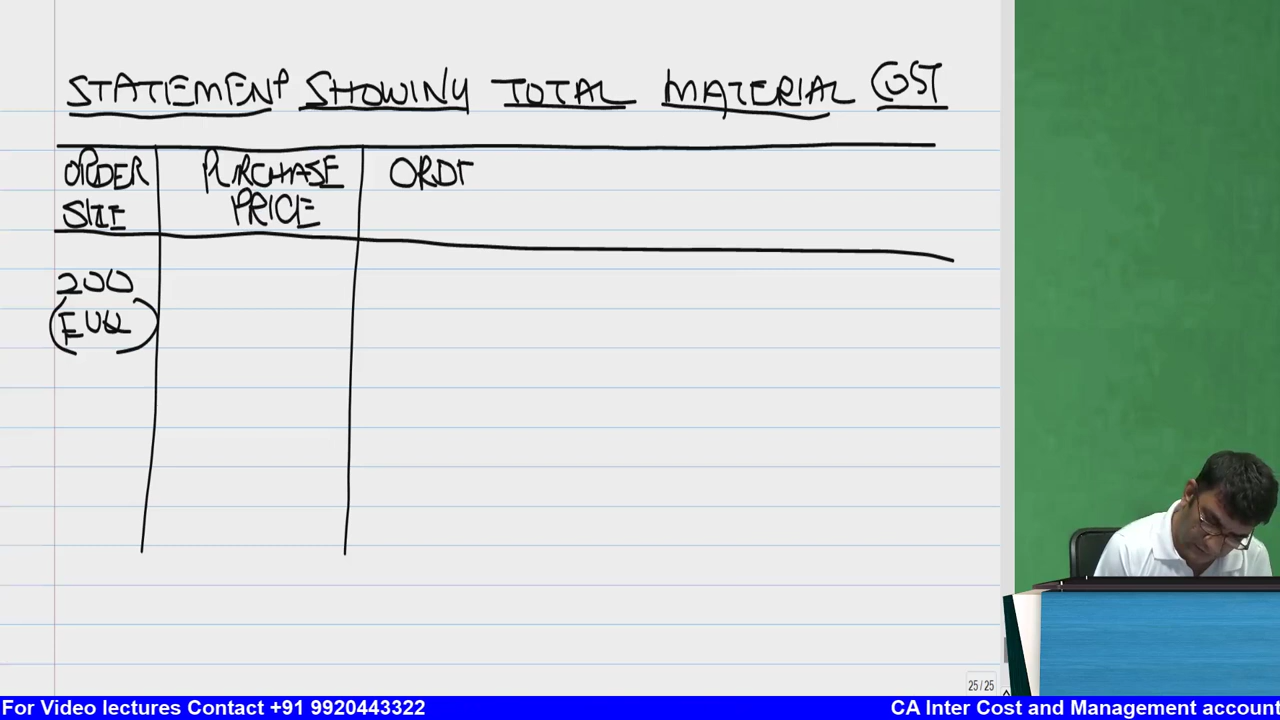 STATEMENT SHOWING TOTAL MATERIAL COST
ORDER SIZE
PURCHASE PRICE
ORDE
200
(EOQ)
25 / 25
For Video lectures Contact +91 9920443322
CA Inter Cost and Management account